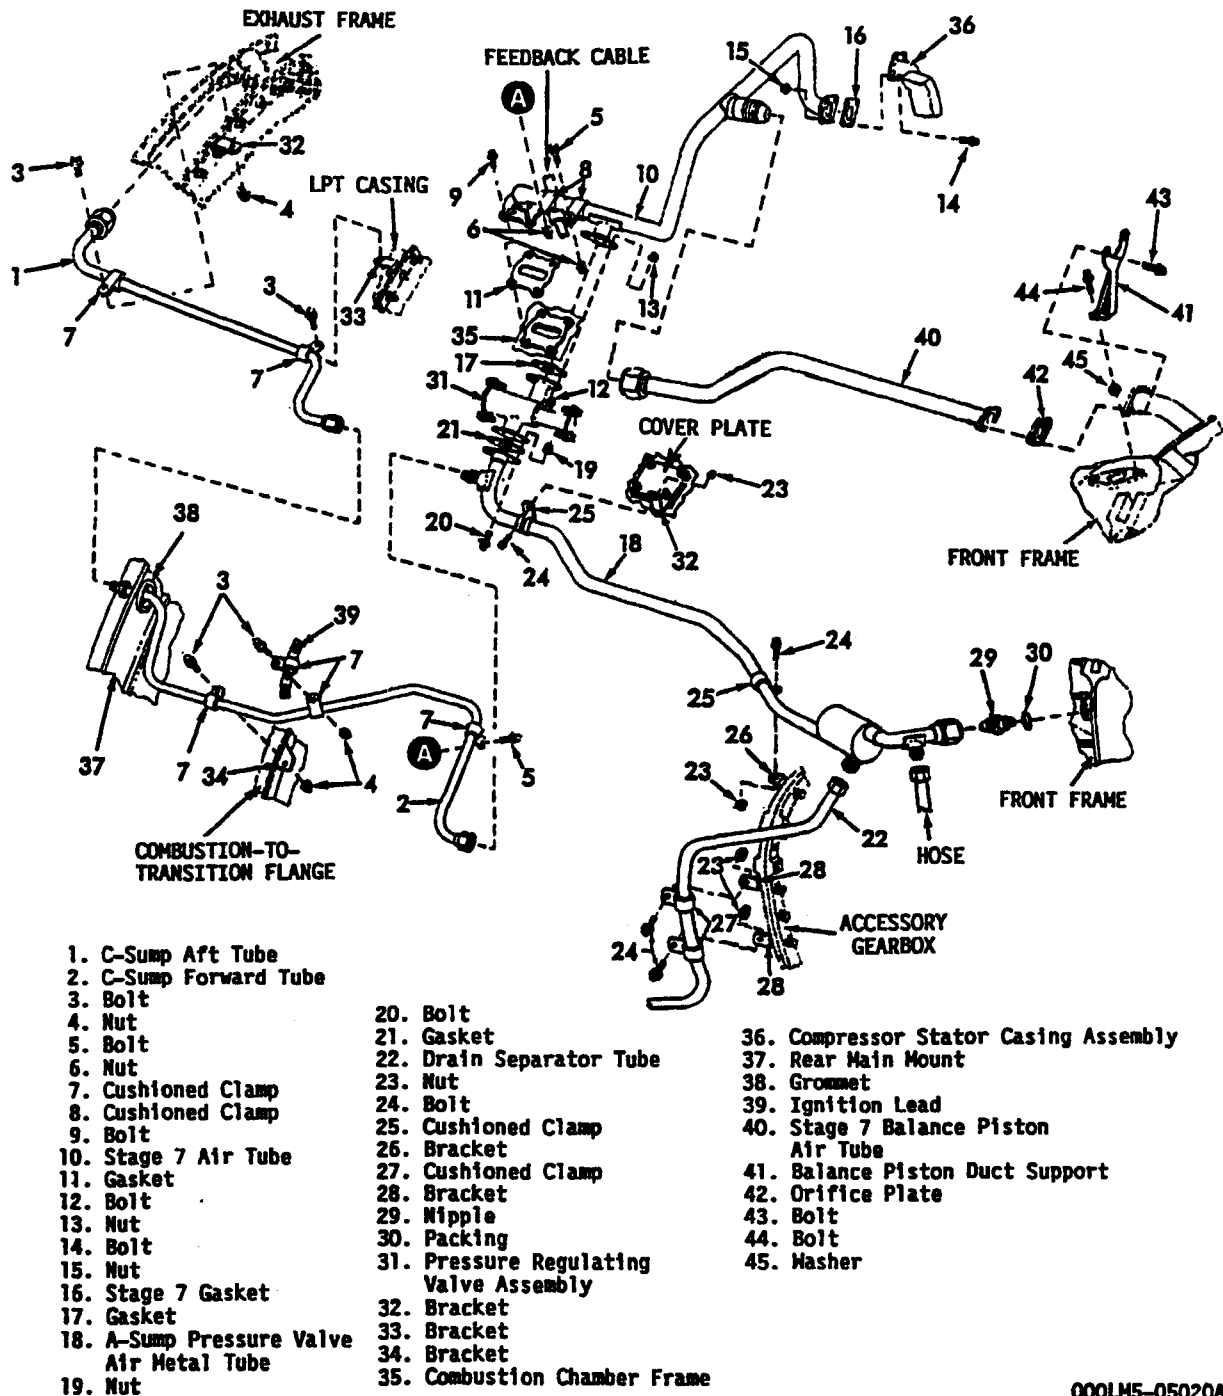 EXHAUST FRAME
FEEDBACK CABLE
A
15
16
36
5
32
3
9
8
10
14
LPT CASING
4
6
43
1
13
11
44
41
33
3
7
35
40
17
45
7
31
12
42
COVER PLATE
21
19
23
38
25
20
18
32
FRONT FRAME
24
3
39
24
7
29
30
25
7
A
26
37
7
34
4
5
23
2
FRONT FRAME
22
HOSE
COMBUSTION-TO-
TRANSITION FLANGE
23
28
27
ACCESSORY
GEARBOX
24
28
1. C-Sump Aft Tube
2. C-Sump Forward Tube
3. Bolt
4. Nut
5. Bolt
6. Nut
7. Cushioned Clamp
8. Cushioned Clamp
9. Bolt
10. Stage 7 Air Tube
11. Gasket
12. Bolt
13. Nut
14. Bolt
15. Nut
16. Stage 7 Gasket
17. Gasket
18. A-Sump Pressure Valve
Air Metal Tube
19. Nut
20. Bolt
21. Gasket
22. Drain Separator Tube
23. Nut
24. Bolt
25. Cushioned Clamp
26. Bracket
27. Cushioned Clamp
28. Bracket
29. Nipple
30. Packing
31. Pressure Regulating
Valve Assembly
32. Bracket
33. Bracket
34. Bracket
35. Combustion Chamber Frame
36. Compressor Stator Casing Assembly
37. Rear Main Mount
38. Grommet
39. Ignition Lead
40. Stage 7 Balance Piston
Air Tube
41. Balance Piston Duct Support
42. Orifice Plate
43. Bolt
44. Bolt
45. Washer
000LM5-05020A